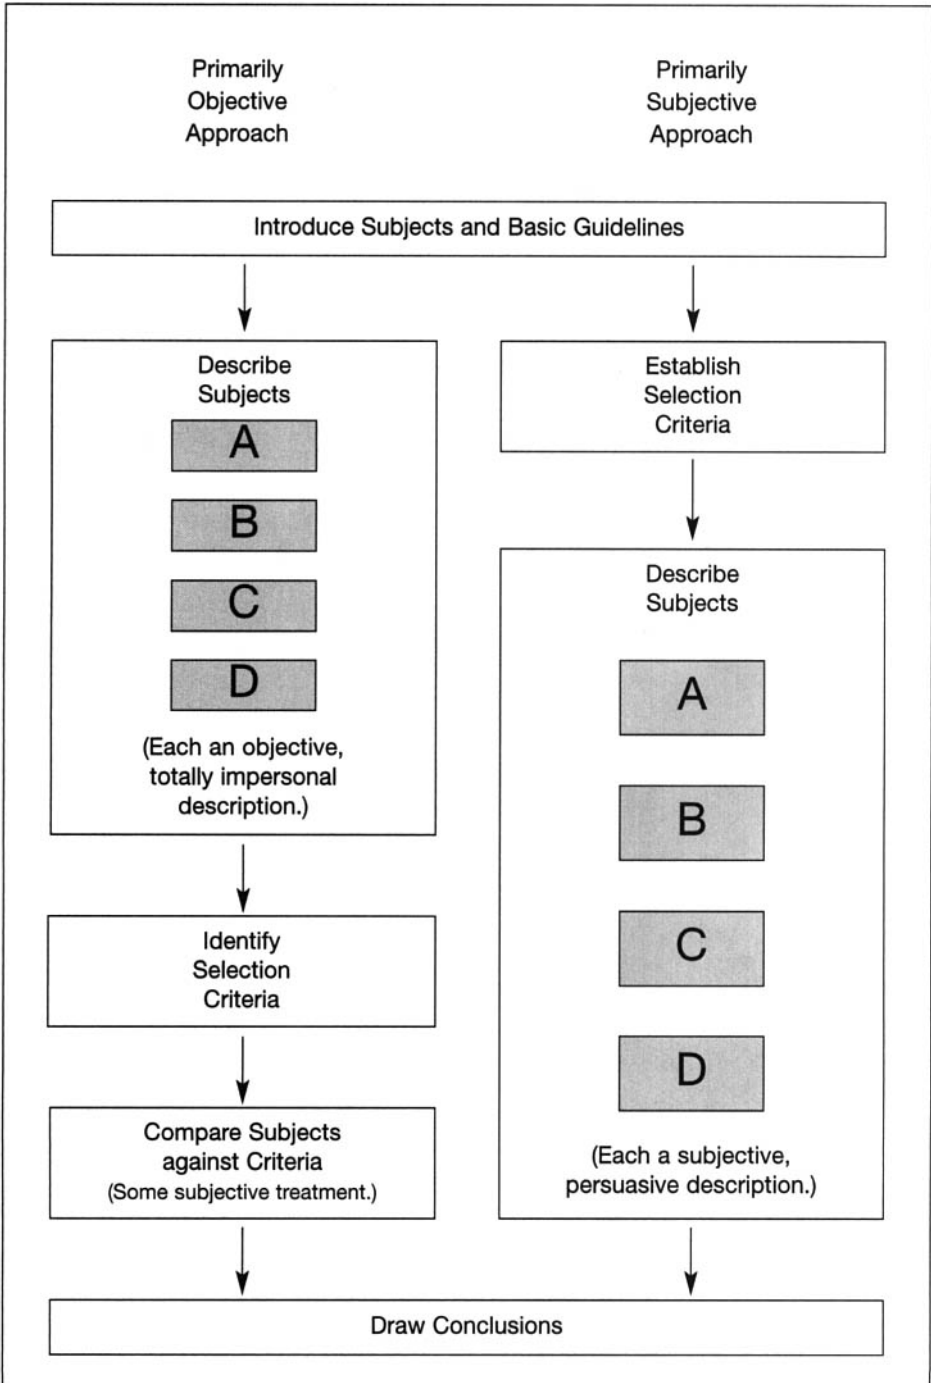 Primarily
Objective
Approach
Primarily
Subjective
Approach
Introduce Subjects and Basic Guidelines
Describe
Subjects
A
B
C
D
(Each an objective,
totally impersonal
description.)
Identify
Selection
Criteria
Compare Subjects
against Criteria
(Some subjective treatment.)
Establish
Selection
Criteria
Describe
Subjects
A
B
C
D
(Each a subjective,
persuasive description.)
Draw Conclusions